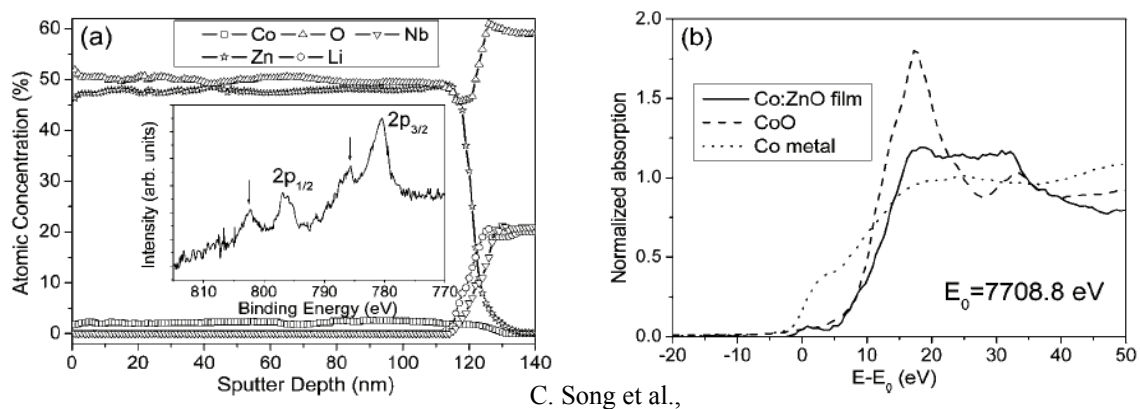 (a)
Co O Nb
Zn Li
60
50
40
30
20
10
0
Atomic Concentration (%)
0 20 40 60 80 100 120 140
Sputter Depth (nm)
2p3/2
2p1/2
Intensity (arb. units)
810 800 790 780 770
Binding Energy (eV)
(b)
Co:ZnO film
CoO
Co metal
2.0
1.5
1.0
0.5
0.0
Normalized absorption
E0=7708.8 eV
-20 -10 0 10 20 30 40 50
E-E0 (eV)
C. Song et al.,